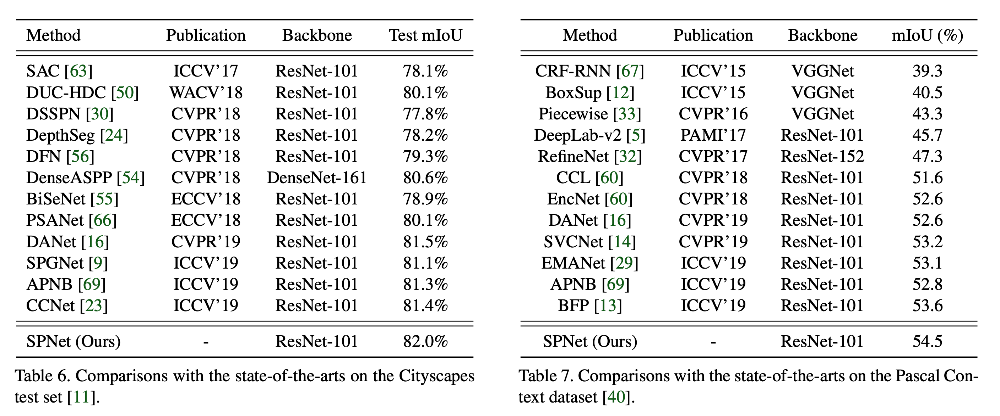 Method Publication Backbone Test mIoU
SAC [63] ICCV’17 ResNet-101 78.1%
DUC-HDC [50] WACV’18 ResNet-101 80.1%
DSSPN [30] CVPR’18 ResNet-101 77.8%
DepthSeg [24] CVPR’18 ResNet-101 78.2%
DFN [56] CVPR’18 ResNet-101 79.3%
DenseASPP [54] CVPR’18 DenseNet-161 80.6%
BiSeNet [55] ECCV’18 ResNet-101 78.9%
PSANet [66] ECCV’18 ResNet-101 80.1%
DANet [16] CVPR’19 ResNet-101 81.5%
SPGNet [9] ICCV’19 ResNet-101 81.1%
APNB [69] ICCV’19 ResNet-101 81.3%
CCNet [23] ICCV’19 ResNet-101 81.4%
SPNet (Ours) - ResNet-101 82.0%
Table 6. Comparisons with the state-of-the-arts on the Cityscapes
test set [11].
Method Publication Backbone mIoU (%)
CRF-RNN [67] ICCV’15 VGGNet 39.3
BoxSup [12] ICCV’15 VGGNet 40.5
Piecewise [33] CVPR’16 VGGNet 43.3
DeepLab-v2 [5] PAMI’17 ResNet-101 45.7
RefineNet [32] CVPR’17 ResNet-152 47.3
CCL [60] CVPR’18 ResNet-101 51.6
EncNet [60] CVPR’18 ResNet-101 52.6
DANet [16] CVPR’19 ResNet-101 52.6
SVCNet [14] CVPR’19 ResNet-101 53.2
EMANet [29] ICCV’19 ResNet-101 53.1
APNB [69] ICCV’19 ResNet-101 52.8
BFP [13] ICCV’19 ResNet-101 53.6
SPNet (Ours) - ResNet-101 54.5
Table 7. Comparisons with the state-of-the-arts on the Pascal Con-
text dataset [40].